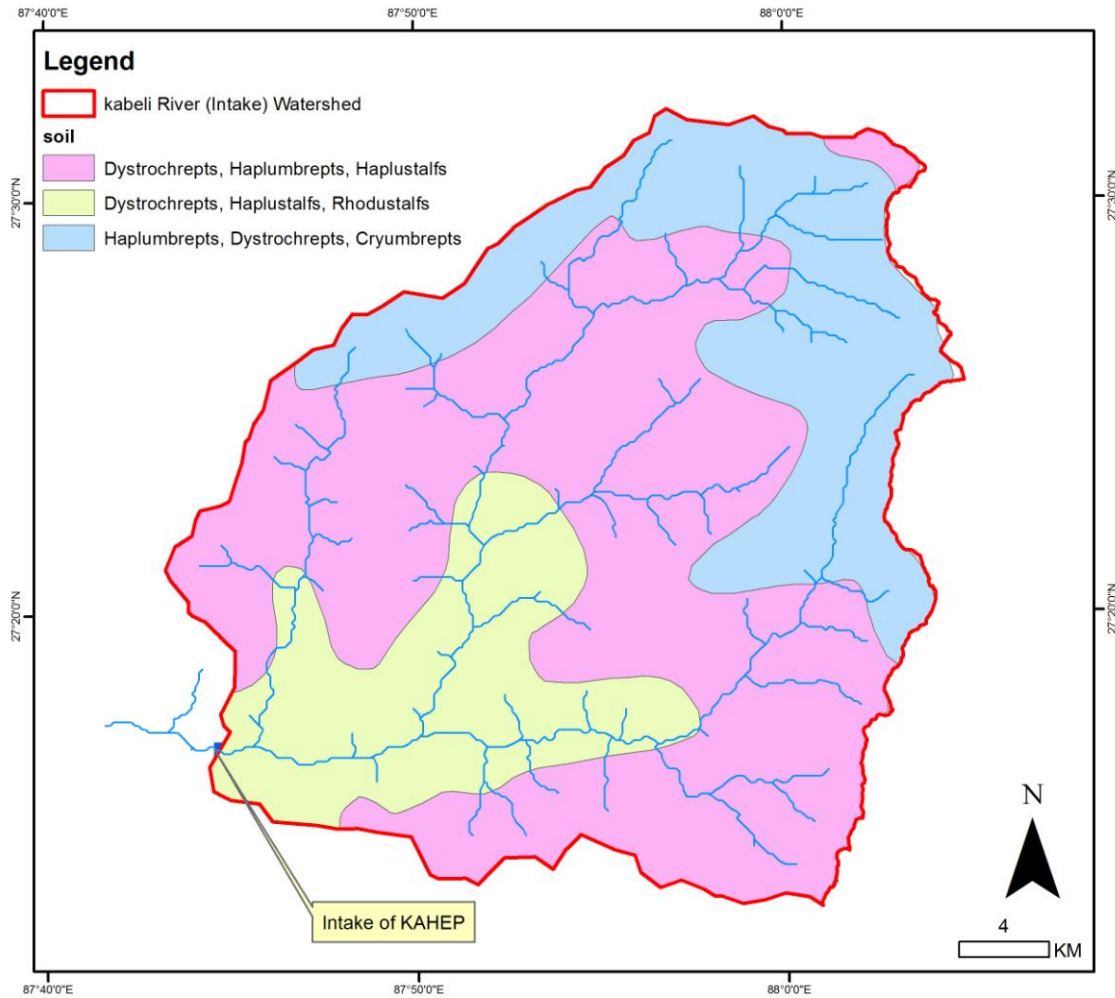 87°40'0"E
87°50'0"E
88°0'0"E
Legend
kabeli River (Intake) Watershed
soil
Dystrochrepts, Haplumbrepts, Haplustalfs
Dystrochrepts, Haplustalfs, Rhodustalfs
Haplumbrepts, Dystrochrepts, Cryumbrepts
27°30'0"N
27°30'0"N
27°20'0"N
27°20'0"N
N
Intake of KAHEP
4
KM
87°40'0"E
87°50'0"E
88°0'0"E